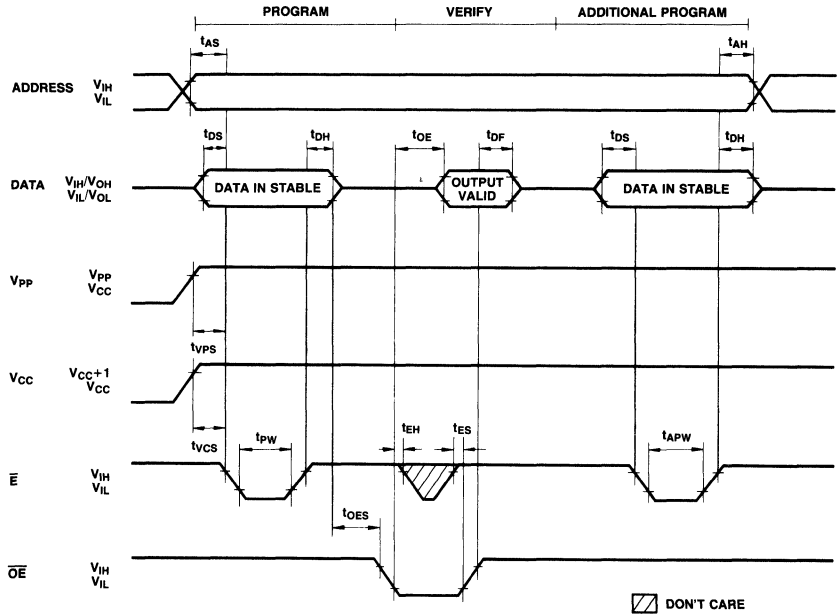 PROGRAM VERIFY ADDITIONAL PROGRAM
tAS tAH
ADDRESS VIH
VIL
tDS tDH tOE tDF tDS tDH
DATA VIH/VOH
VIL/VOL
DATA IN STABLE OUTPUT VALID DATA IN STABLE
VPP VPP
VCC
tVPS
VCC VCC+1
VCC
tVCS tPW tEH tES tAPW
E̅ VIH
VIL
tOES
O̅E̅ VIH
VIL
DON'T CARE